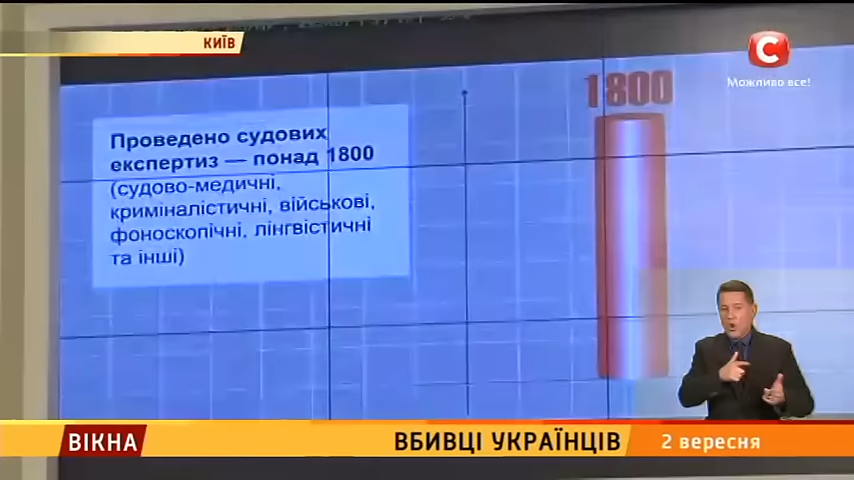 КИЇВ
Можливо все!
1800
Проведено судових
експертиз — понад 1800
(судово-медичні,
криміналістичні, військові,
фоноскопічні, лінгвістичні
та інші)
ВІКНА
ВБИВЦІ УКРАЇНЦІВ
2 вересня